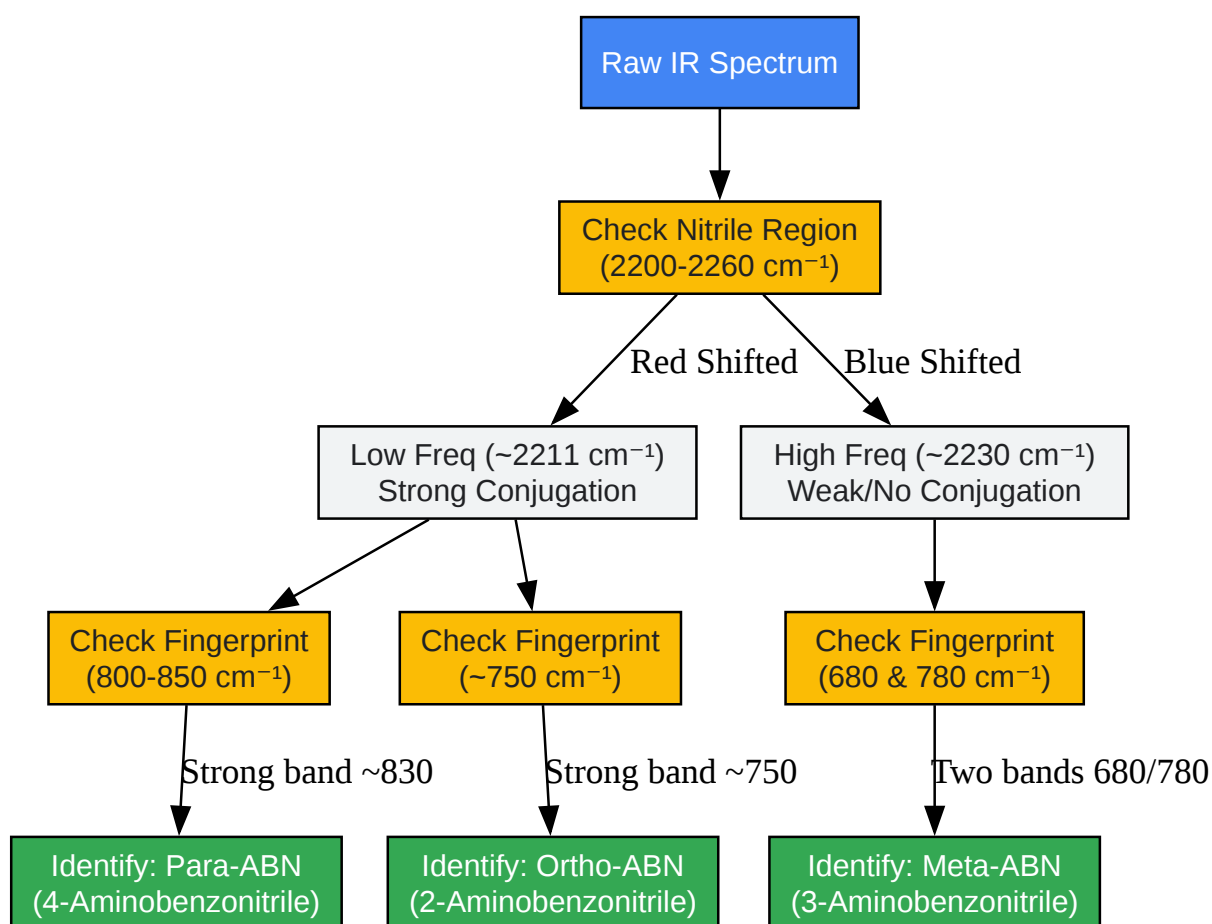 Raw IR Spectrum
Check Nitrile Region
(2200-2260 cm⁻¹)
Red Shifted
Blue Shifted
Low Freq (~2211 cm⁻¹)
Strong Conjugation
High Freq (~2230 cm⁻¹)
Weak/No Conjugation
Check Fingerprint
(800-850 cm⁻¹)
Check Fingerprint
(~750 cm⁻¹)
Check Fingerprint
(680 & 780 cm⁻¹)
Strong band ~830
Strong band ~750
Two bands 680/780
Identify: Para-ABN
(4-Aminobenzonitrile)
Identify: Ortho-ABN
(2-Aminobenzonitrile)
Identify: Meta-ABN
(3-Aminobenzonitrile)